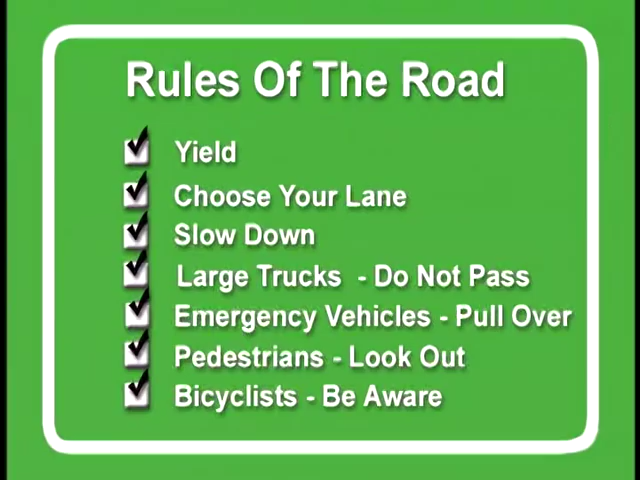 Rules Of The Road
Yield
Choose Your Lane
Slow Down
Large Trucks - Do Not Pass
Emergency Vehicles - Pull Over
Pedestrians - Look Out
Bicyclists - Be Aware